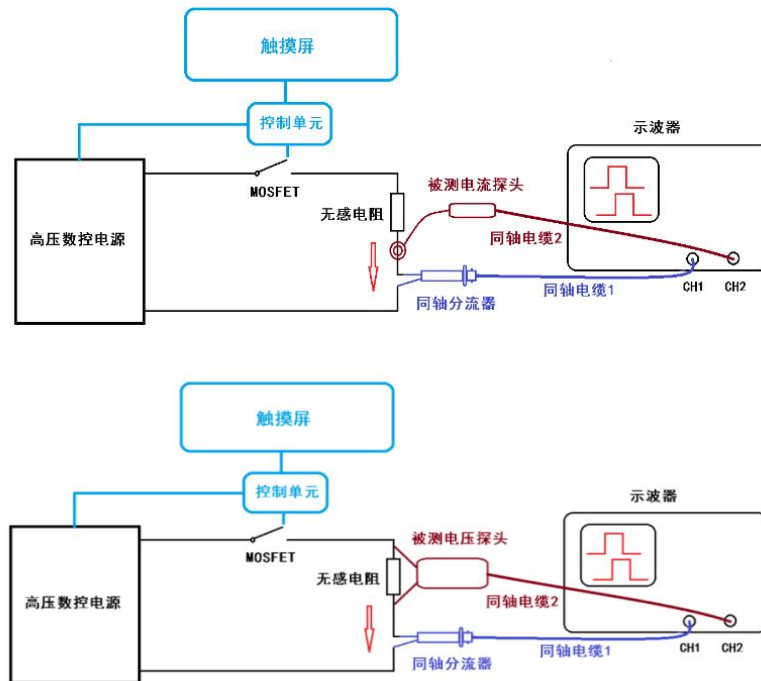 触摸屏
控制单元
示波器
MOSFET
被测电流探头
无感电阻
高压数控电源
同轴电缆2
同轴分流器
同轴电缆1
CH1
CH2
触摸屏
控制单元
示波器
MOSFET
被测电压探头
无感电阻
高压数控电源
同轴电缆2
同轴分流器
同轴电缆1
CH1
CH2